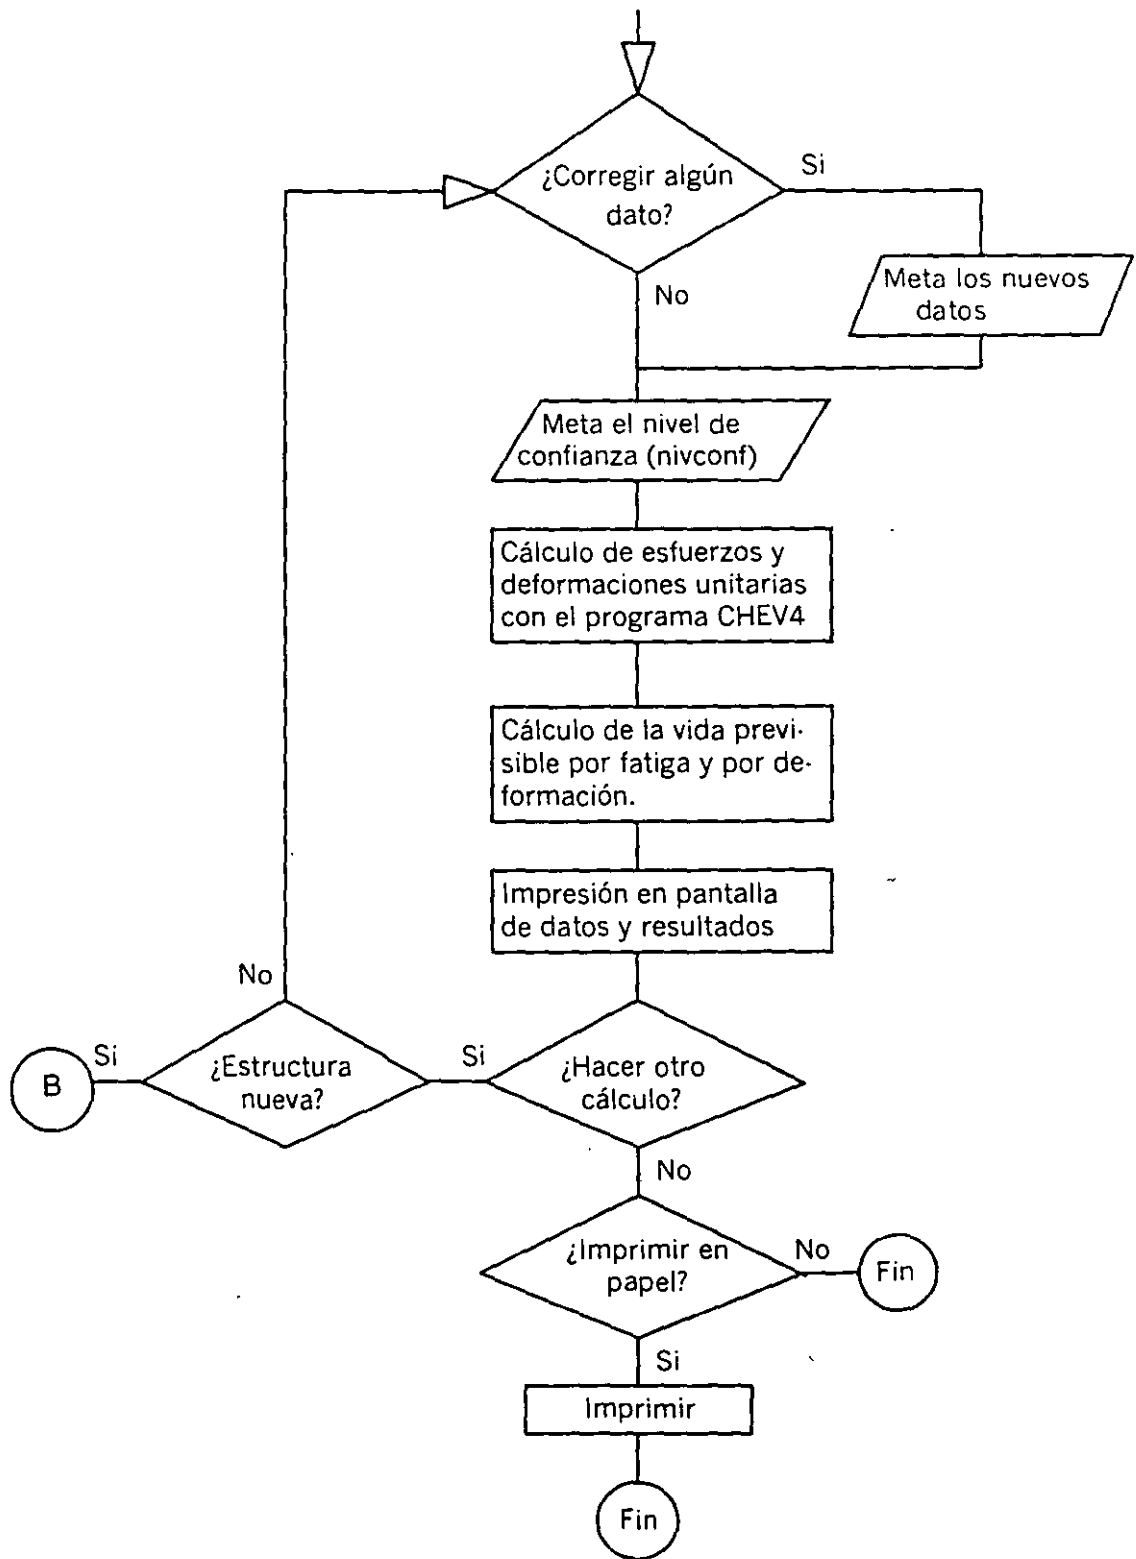 ¿Corregir algún
dato?
Si
No
Meta los nuevos
datos
Meta el nivel de
confianza (nivconf)
Cálculo de esfuerzos y
deformaciones unitarias
con el programa CHEV4
Cálculo de la vida previ-
sible por fatiga y por de-
formación.
Impresión en pantalla
de datos y resultados
No
B
Si
¿Estructura
nueva?
Si
¿Hacer otro
cálculo?
No
¿Imprimir en
papel?
No
Fin
Si
Imprimir
Fin